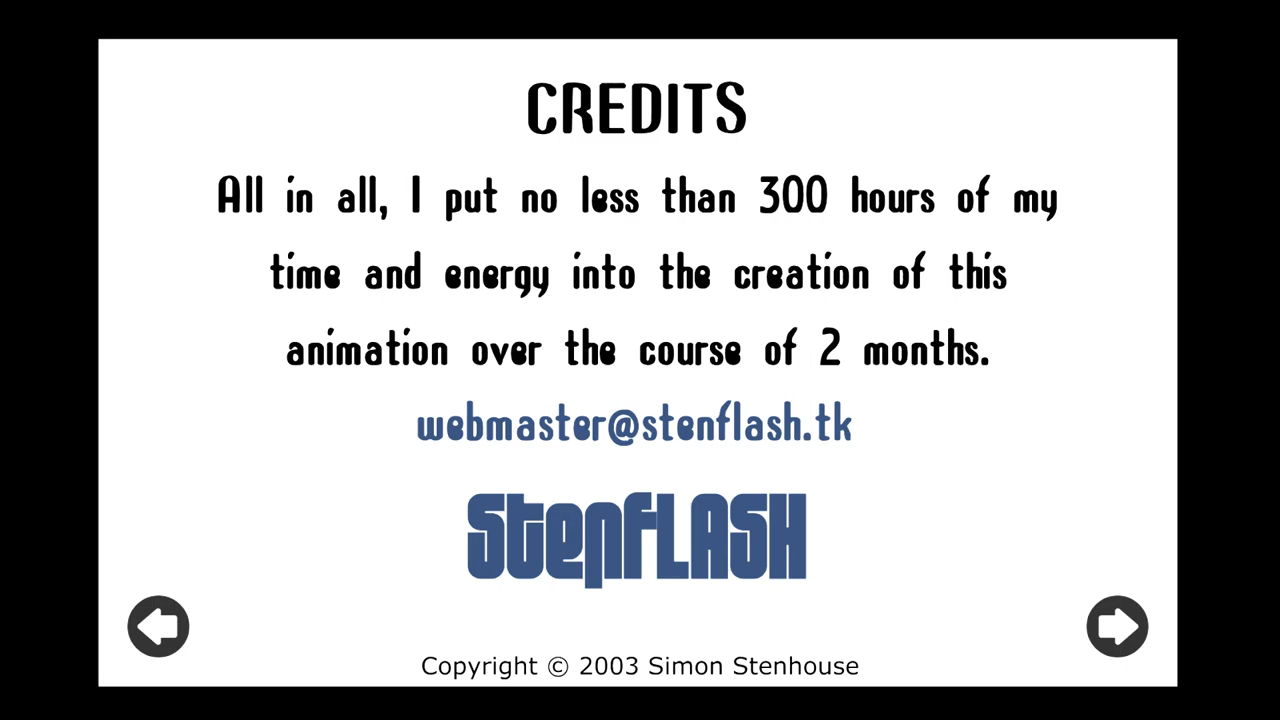 CREDITS
All in all, I put no less than 300 hours of my
time and energy into the creation of this
animation over the course of 2 months.
webmaster@stenflash.tk
StenFLASH
Copyright © 2003 Simon Stenhouse